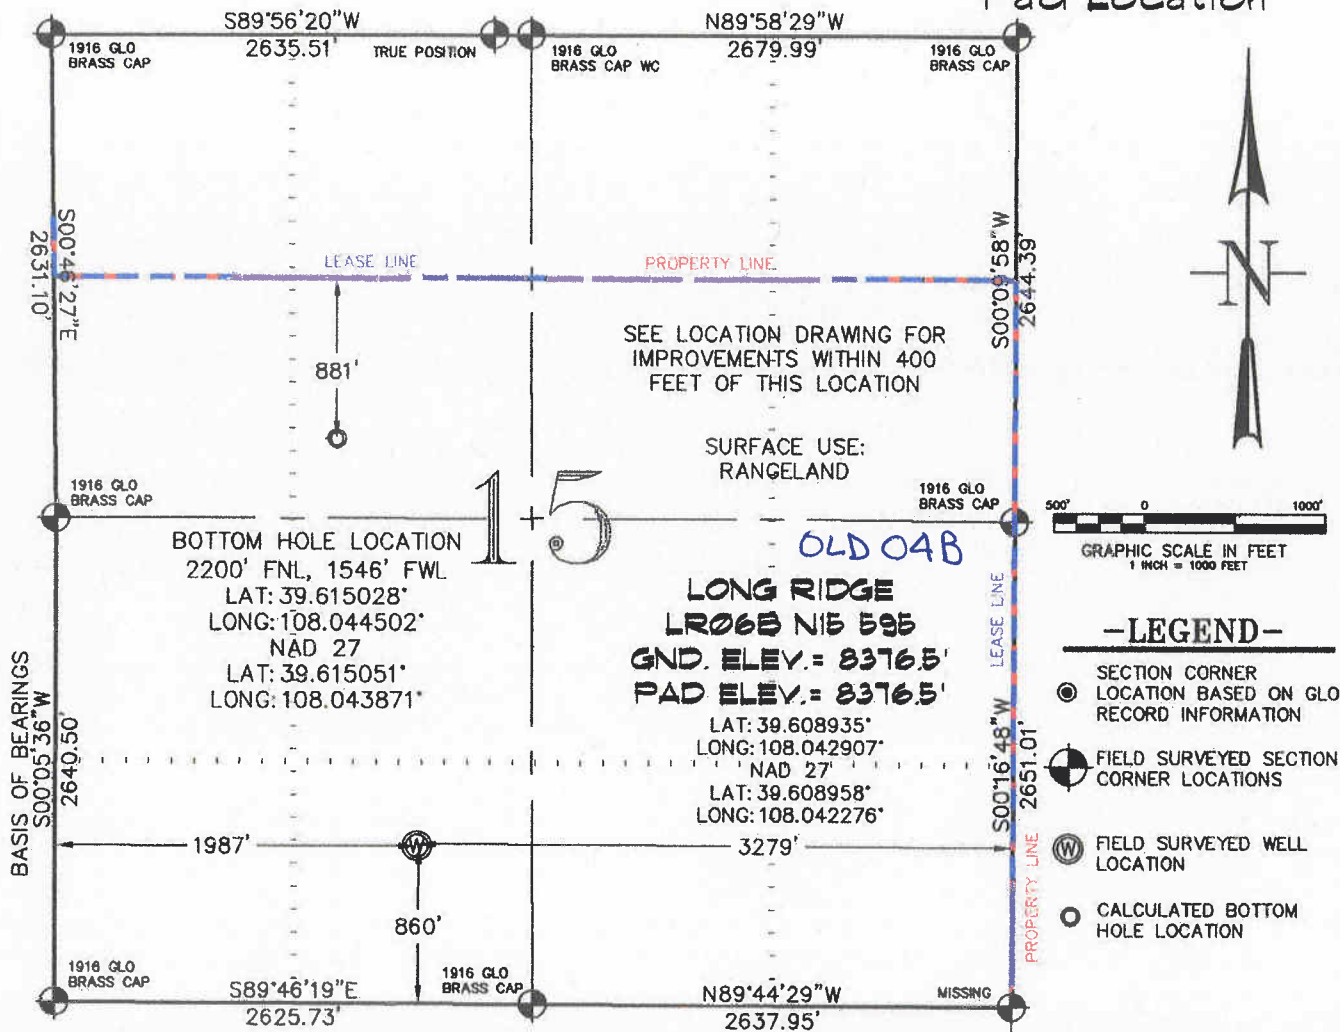 Pad Location
S89°56'20"W
2635.51'
N89°58'29"W
2679.99'
1916 GLO
BRASS CAP
TRUE POSITION
1916 GLO
BRASS CAP WC
1916 GLO
BRASS CAP
S00°46'27"E
2631.10'
LEASE LINE
PROPERTY LINE
S00°09'58"W
2644.39'
881'
SEE LOCATION DRAWING FOR
IMPROVEMENTS WITHIN 400
FEET OF THIS LOCATION
SURFACE USE:
RANGELAND
N
1916 GLO
BRASS CAP
15
1916 GLO
BRASS CAP
500'
0
1000'
GRAPHIC SCALE IN FEET
1 INCH = 1000 FEET
BOTTOM HOLE LOCATION
2200' FNL, 1546' FWL
LAT: 39.615028°
LONG: 108.044502°
NAD 27
LAT: 39.615051°
LONG: 108.043871°
OLD 04B
LONG RIDGE
LR06B N15 595
GND. ELEV.= 8376.5'
PAD ELEV.= 8376.5'
LAT: 39.608935°
LONG: 108.042907°
NAD 27
LAT: 39.608958°
LONG: 108.042276°
LEASE LINE
S00°16'48"W
2651.01'
PROPERTY LINE
-LEGEND-
SECTION CORNER
LOCATION BASED ON GLO
RECORD INFORMATION
FIELD SURVEYED SECTION
CORNER LOCATIONS
W FIELD SURVEYED WELL
LOCATION
CALCULATED BOTTOM
HOLE LOCATION
BASIS OF BEARINGS
S00°05'36"W
2640.50'
1987'
W
3279'
860'
1916 GLO
BRASS CAP
S89°46'19"E
2625.73'
1916 GLO
BRASS CAP
N89°44'29"W
2637.95'
MISSING